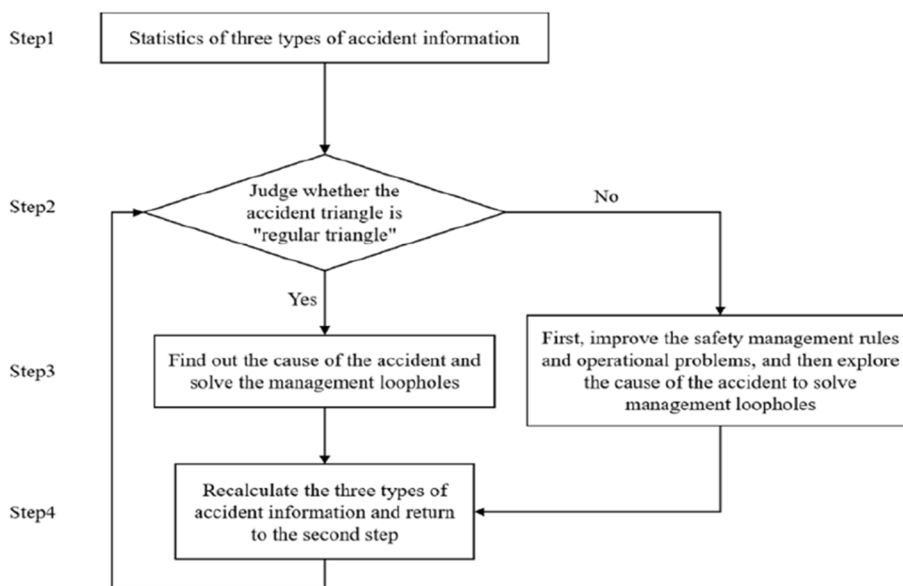 Step1
Statistics of three types of accident information
Step2
Judge whether the
accident triangle is
"regular triangle"
No
Yes
Step3
Find out the cause of the accident and
solve the management loopholes
First, improve the safety management rules
and operational problems, and then explore
the cause of the accident to solve
management loopholes
Step4
Recalculate the three types of
accident information and return
to the second step